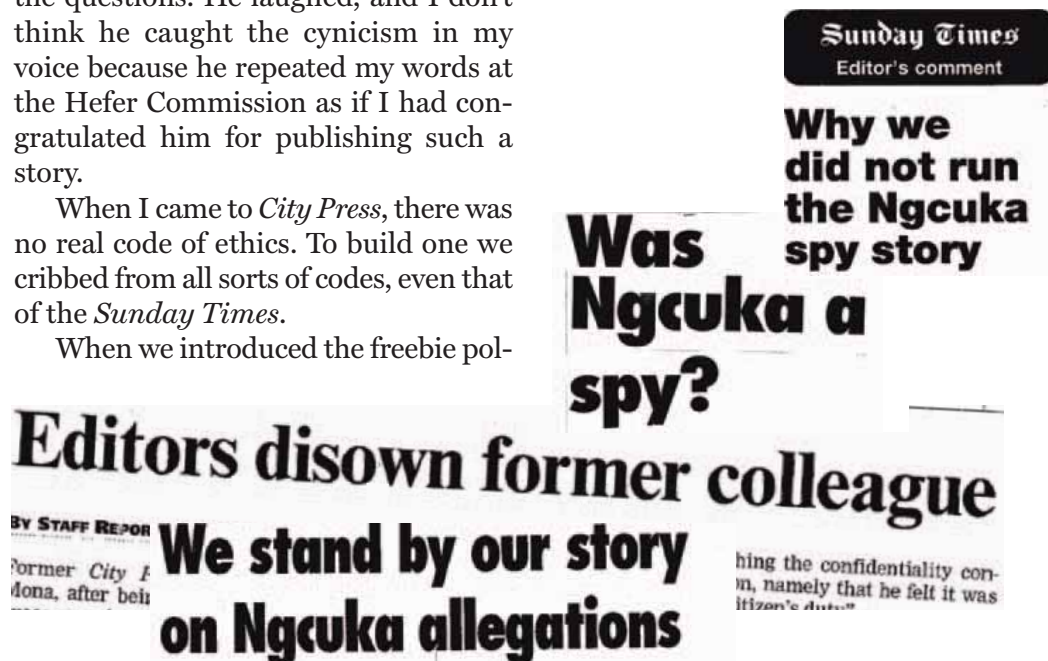 the questions. He laughed, and I don't
think he caught the cynicism in my
voice because he repeated my words at
the Hefer Commission as if I had con-
gratulated him for publishing such a
story.
When I came to City Press, there was
no real code of ethics. To build one we
cribbed from all sorts of codes, even that
of the Sunday Times.
When we introduced the freebie pol-
Sunday Times
Editor's comment
Why we
did not run
the Ngcuka
spy story
Was
Ngcuka a
spy?
Editors disown former colleague
BY STAFF REPOR
Former City P
Mona, after bein
We stand by our story
on Ngcuka allegations
hing the confidentiality con-
n, namely that he felt it was
itizen's duty"